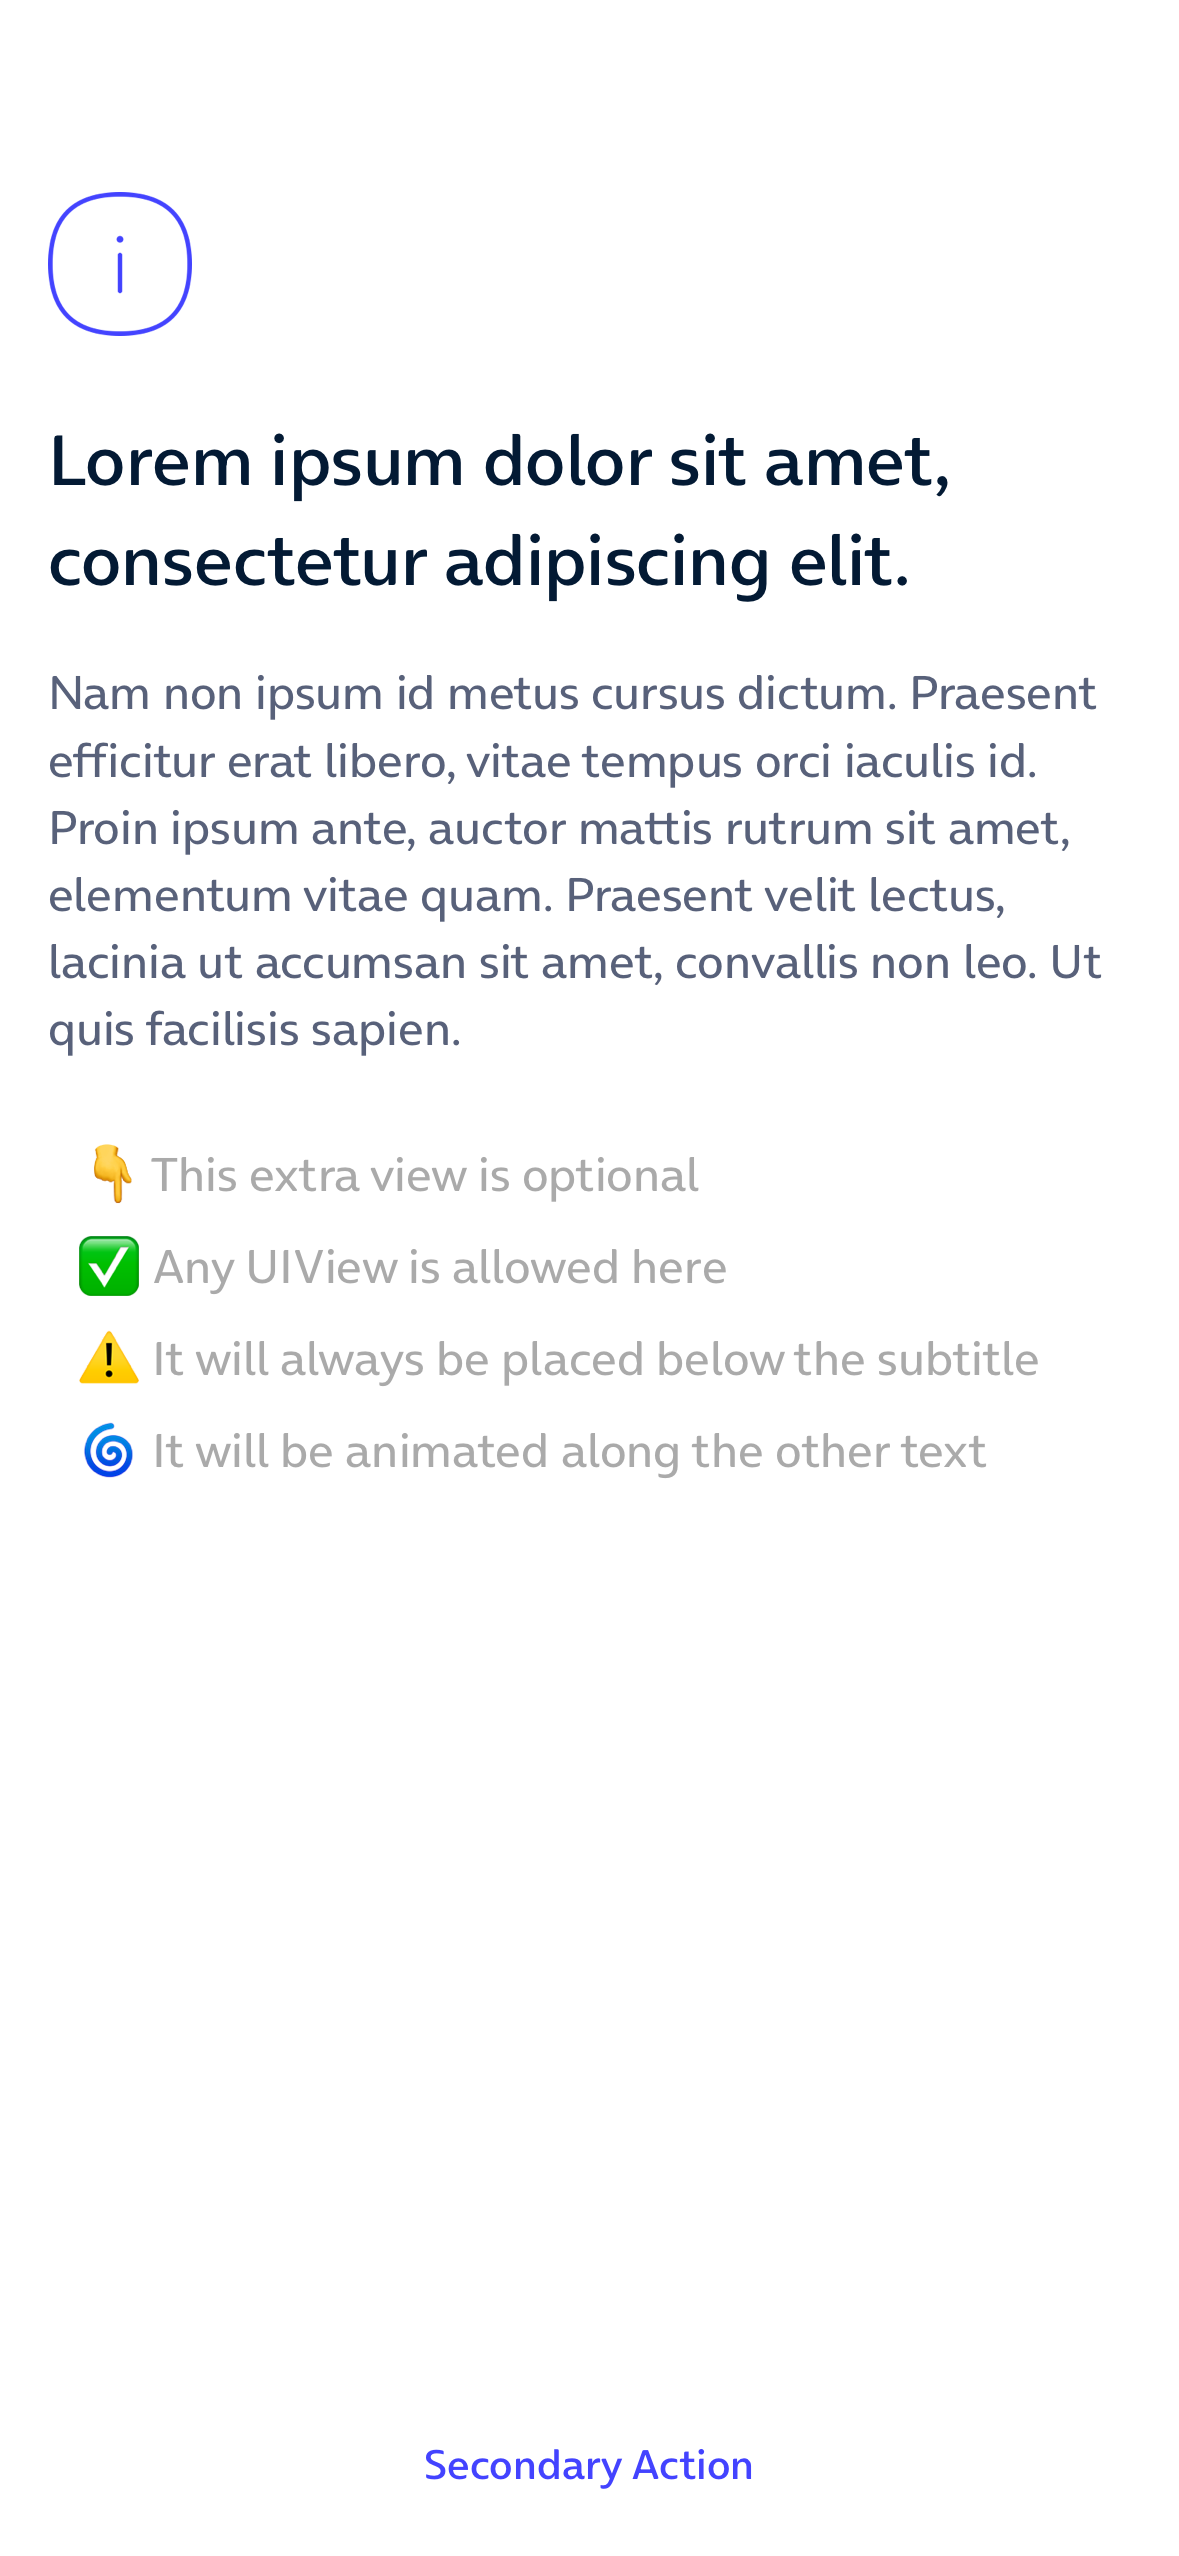 Lorem ipsum dolor sit amet,
consectetur adipiscing elit.
Nam non ipsum id metus cursus dictum. Praesent
efficitur erat libero, vitae tempus orci iaculis id.
Proin ipsum ante, auctor mattis rutrum sit amet,
elementum vitae quam. Praesent velit lectus,
lacinia ut accumsan sit amet, convallis non leo. Ut
quis facilisis sapien.
👇 This extra view is optional
✅ Any UIView is allowed here
⚠️ It will always be placed below the subtitle
🌀 It will be animated along the other text
Secondary Action